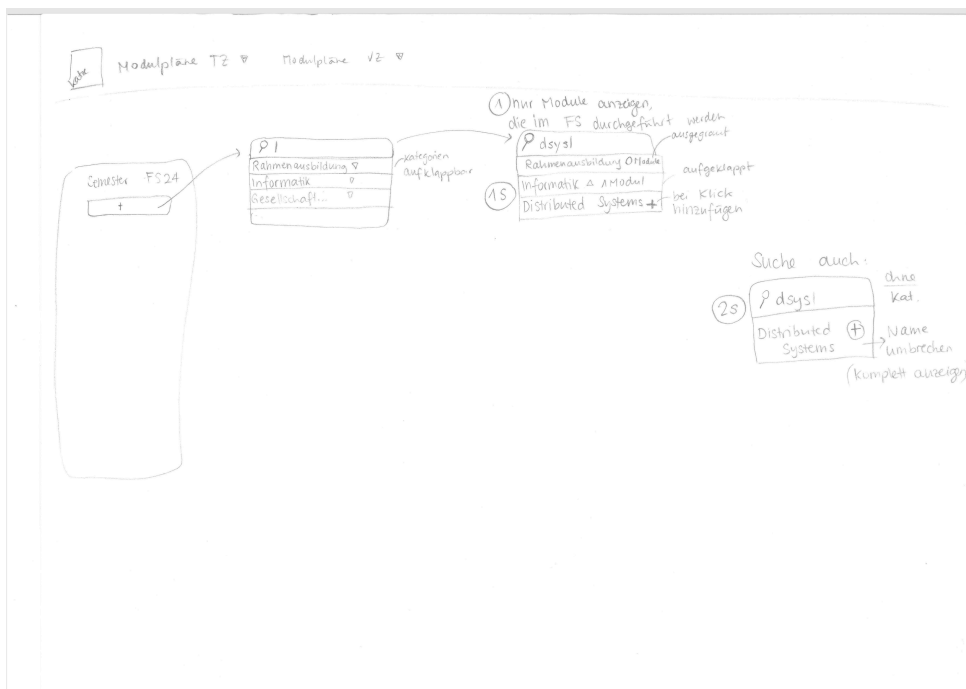 Modulpläne TZ ▽ Modulpläne VZ ▽
Semester FS24
+
Rahmenausbildung ▽
Informatik ▽
Gesellschaft... ▽
kategorien
aufklappbar
① nur Module anzeigen,
die im FS durchgeführt werden
ausgegraut
dsys|
Rahmenausbildung 0 Module
1S
Informatik △ 1 Modul
aufgeklappt
Distributed Systems +
bei Klick
hinzufügen
Suche auch:
ohne
Kat.
2S
dsys|
Distributed
Systems
+
Name
umbrechen
(komplett anzeigen)